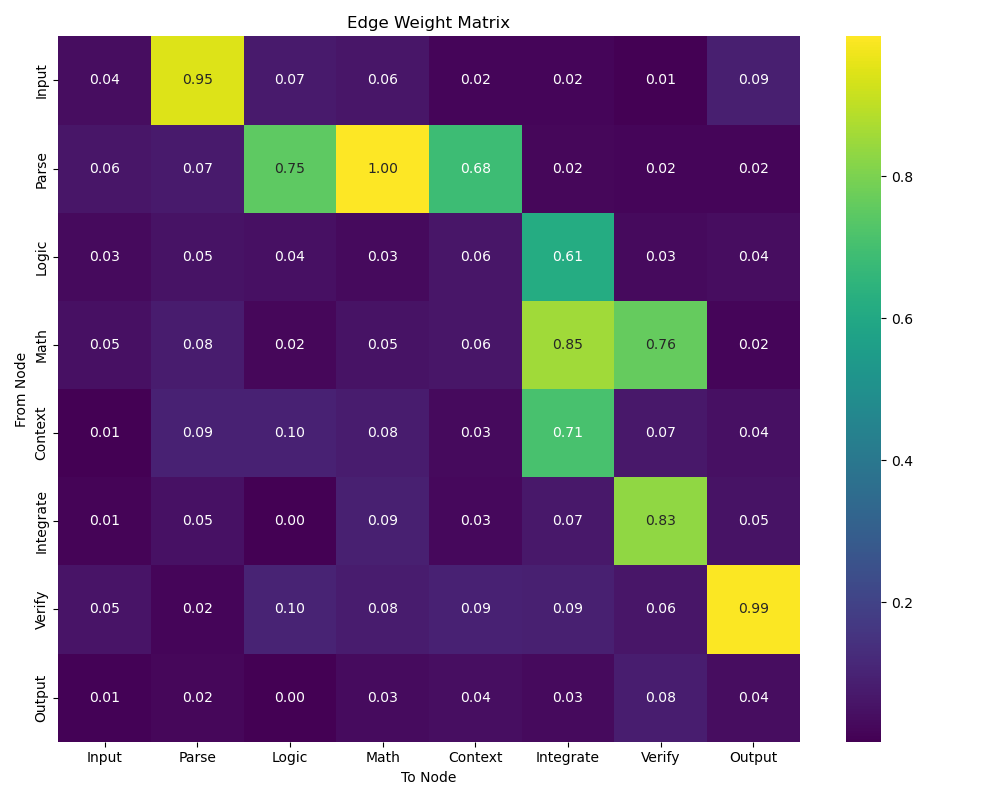 Edge Weight Matrix
Input 0.04 0.95 0.07 0.06 0.02 0.02 0.01 0.09
Parse 0.06 0.07 0.75 1.00 0.68 0.02 0.02 0.02
Logic 0.03 0.05 0.04 0.03 0.06 0.61 0.03 0.04
Math 0.05 0.08 0.02 0.05 0.06 0.85 0.76 0.02
Context 0.01 0.09 0.10 0.08 0.03 0.71 0.07 0.04
Integrate 0.01 0.05 0.00 0.09 0.03 0.07 0.83 0.05
Verify 0.05 0.02 0.10 0.08 0.09 0.09 0.06 0.99
Output 0.01 0.02 0.00 0.03 0.04 0.03 0.08 0.04
Input Parse Logic Math Context Integrate Verify Output
To Node
From Node
0.8
0.6
0.4
0.2